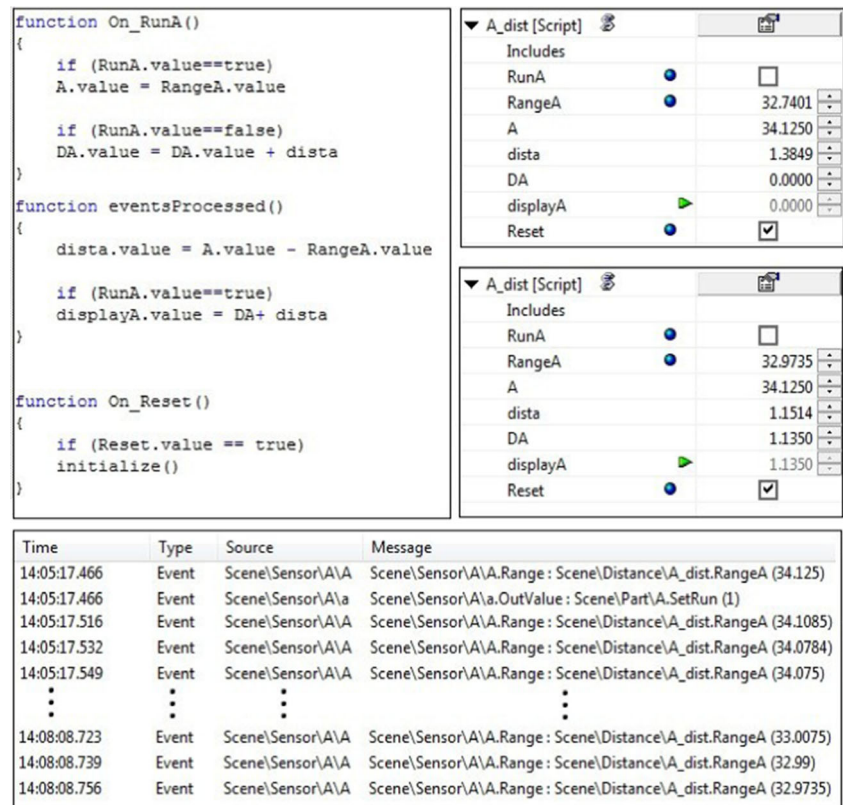 function On_RunA()
{
if (RunA.value==true)
A.value = RangeA.value
if (RunA.value==false)
DA.value = DA.value + dista
}
function eventsProcessed()
{
dista.value = A.value - RangeA.value
if (RunA.value==true)
displayA.value = DA+ dista
}
function On_Reset()
{
if (Reset.value == true)
initialize()
}
A_dist [Script]
Includes
RunA
RangeA 32.7401
A 34.1250
dista 1.3849
DA 0.0000
displayA 0.0000
Reset
A_dist [Script]
Includes
RunA
RangeA 32.9735
A 34.1250
dista 1.1514
DA 1.1350
displayA 1.1350
Reset
Time Type Source Message
14:05:17.466 Event Scene\Sensor\A\A Scene\Sensor\A\A.Range : Scene\Distance\A_dist.RangeA (34.125)
14:05:17.466 Event Scene\Sensor\A\a Scene\Sensor\A\a.OutValue : Scene\Part\A.SetRun (1)
14:05:17.516 Event Scene\Sensor\A\A Scene\Sensor\A\A.Range : Scene\Distance\A_dist.RangeA (34.1085)
14:05:17.532 Event Scene\Sensor\A\A Scene\Sensor\A\A.Range : Scene\Distance\A_dist.RangeA (34.0784)
14:05:17.549 Event Scene\Sensor\A\A Scene\Sensor\A\A.Range : Scene\Distance\A_dist.RangeA (34.075)
14:08:08.723 Event Scene\Sensor\A\A Scene\Sensor\A\A.Range : Scene\Distance\A_dist.RangeA (33.0075)
14:08:08.739 Event Scene\Sensor\A\A Scene\Sensor\A\A.Range : Scene\Distance\A_dist.RangeA (32.99)
14:08:08.756 Event Scene\Sensor\A\A Scene\Sensor\A\A.Range : Scene\Distance\A_dist.RangeA (32.9735)